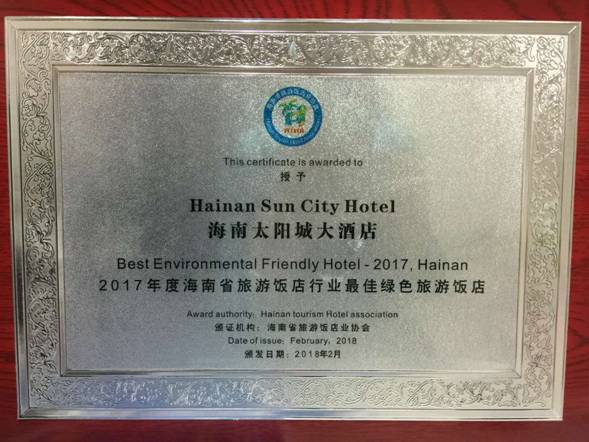 This certificate is awarded to
授予
Hainan Sun City Hotel
海南太阳城大酒店
Best Environmental Friendly Hotel - 2017, Hainan
2017年度海南省旅游饭店行业最佳绿色旅游饭店
Award authority: Hainan tourism Hotel association
颁证机构：海南省旅游饭店业协会
Date of issue: February, 2018
颁发日期：2018年2月